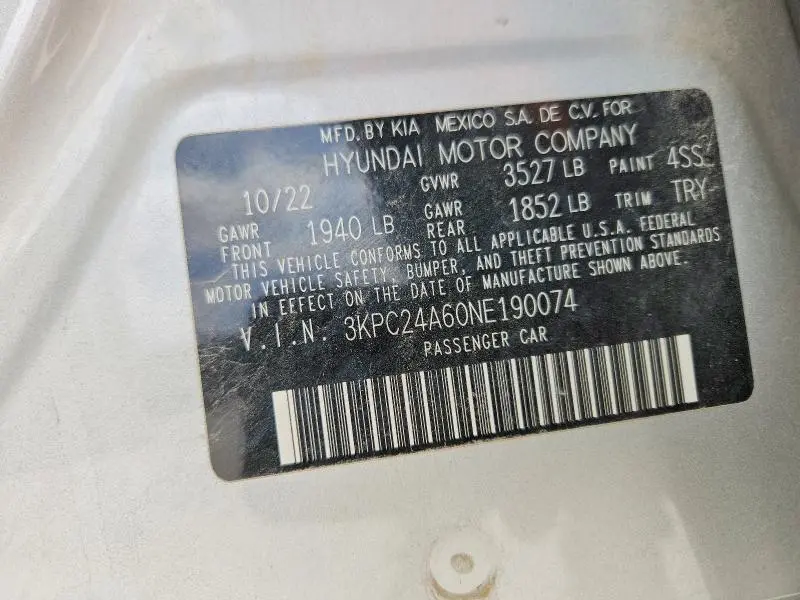 MFD. BY KIA MEXICO S.A. DE C.V. FOR
HYUNDAI MOTOR COMPANY
10/22 GVWR 3527 LB PAINT 4SS
GAWR FRONT 1940 LB GAWR REAR 1852 LB TRIM TRY
THIS VEHICLE CONFORMS TO ALL APPLICABLE U.S.A. FEDERAL
MOTOR VEHICLE SAFETY, BUMPER, AND THEFT PREVENTION STANDARDS
IN EFFECT ON THE DATE OF MANUFACTURE SHOWN ABOVE.
V.I.N. 3KPC24A60NE190074
PASSENGER CAR